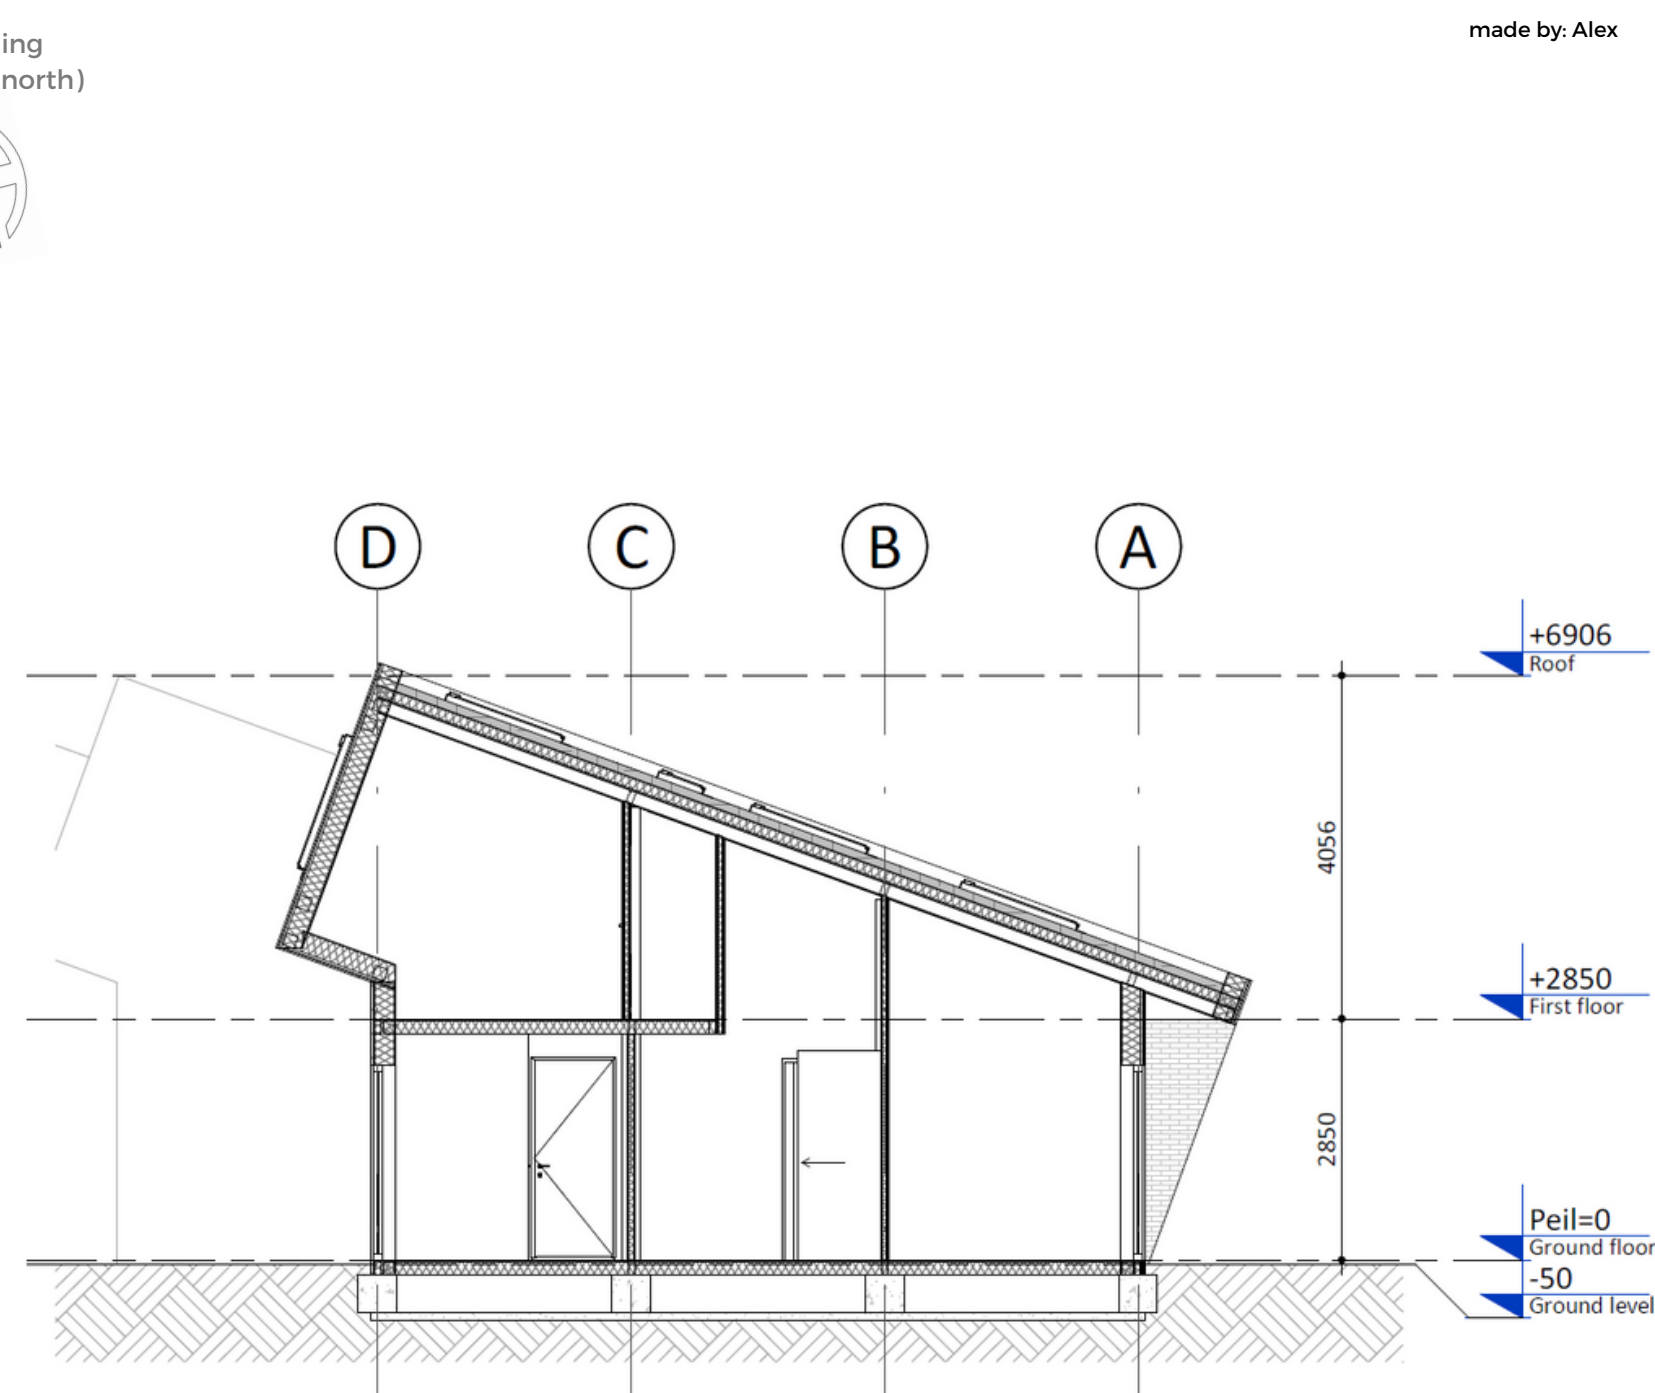 ing
north)
made by: Alex
D
C
B
A
+6906
Roof
4056
+2850
First floor
2850
Peil=0
Ground floor
-50
Ground level